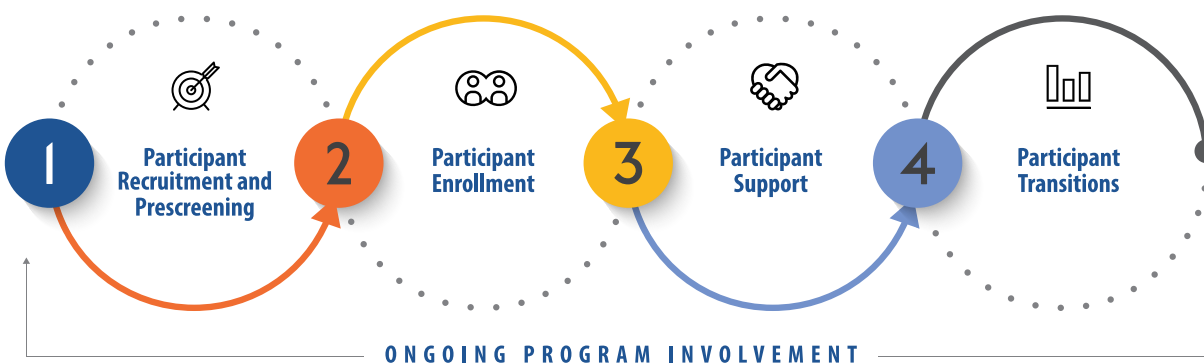 1
Participant
Recruitment and
Prescreening
2
Participant
Enrollment
3
Participant
Support
4
Participant
Transitions
ONGOING PROGRAM INVOLVEMENT